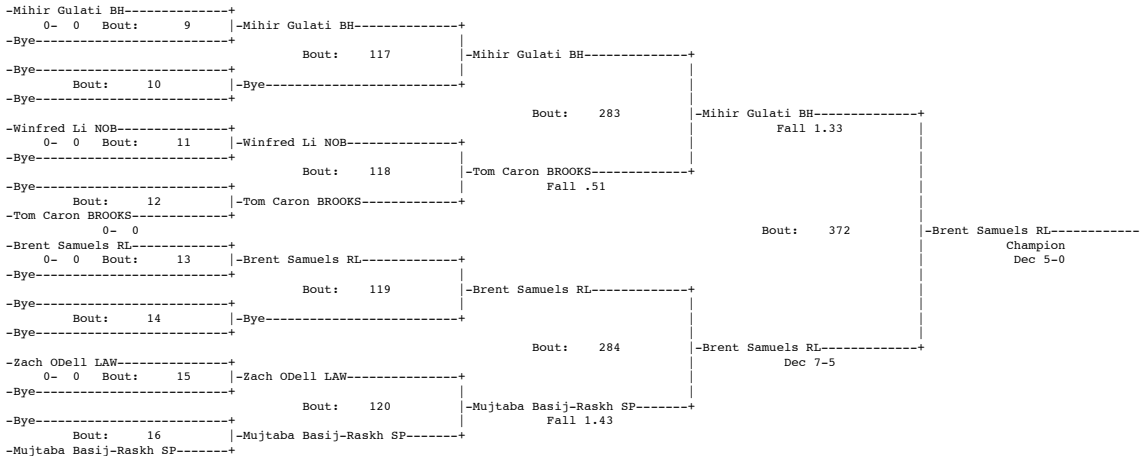 -Mihir Gulati BH--------------+
0- 0 Bout: 9 |-Mihir Gulati BH--------------+
-Bye--------------------------+ |
Bout: 117 |-Mihir Gulati BH--------------+
-Bye--------------------------+ | |
Bout: 10 |-Bye--------------------------+ |
-Bye--------------------------+ |
Bout: 283 |-Mihir Gulati BH--------------+
-Winfred Li NOB---------------+ | Fall 1.33 |
0- 0 Bout: 11 |-Winfred Li NOB---------------+ | |
-Bye--------------------------+ | | |
Bout: 118 |-Tom Caron BROOKS-------------+ |
-Bye--------------------------+ | Fall .51 |
Bout: 12 |-Tom Caron BROOKS-------------+ |
-Tom Caron BROOKS-------------+ |
0- 0 Bout: 372 |-Brent Samuels RL-------------
-Brent Samuels RL-------------+ | Champion
0- 0 Bout: 13 |-Brent Samuels RL-------------+ | Dec 5-0
-Bye--------------------------+ | |
Bout: 119 |-Brent Samuels RL-------------+ |
-Bye--------------------------+ | | |
Bout: 14 |-Bye--------------------------+ | |
-Bye--------------------------+ | |
Bout: 284 |-Brent Samuels RL-------------+
-Zach ODell LAW---------------+ | Dec 7-5
0- 0 Bout: 15 |-Zach ODell LAW---------------+ |
-Bye--------------------------+ | |
Bout: 120 |-Mujtaba Basij-Raskh SP-------+
-Bye--------------------------+ | Fall 1.43
Bout: 16 |-Mujtaba Basij-Raskh SP-------+
-Mujtaba Basij-Raskh SP-------+